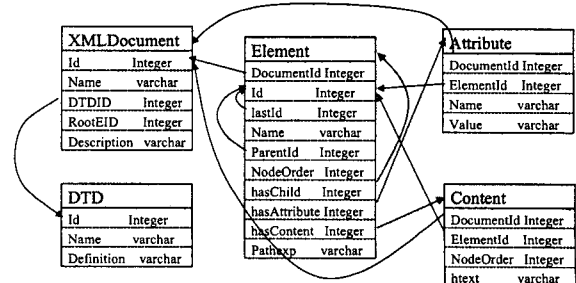 XMLDocument
Id Integer
Name varchar
DTDID Integer
RootEID Integer
Description varchar
DTD
Id Integer
Name varchar
Definition varchar
Element
DocumentId Integer
Id Integer
lastId Integer
Name varchar
ParentId Integer
NodeOrder Integer
hasChild Integer
hasAttribute Integer
hasContent Integer
Pathexp varchar
Attribute
DocumentId Integer
ElementId Integer
Name varchar
Value varchar
Content
DocumentId Integer
ElementId Integer
NodeOrder Integer
htext varchar